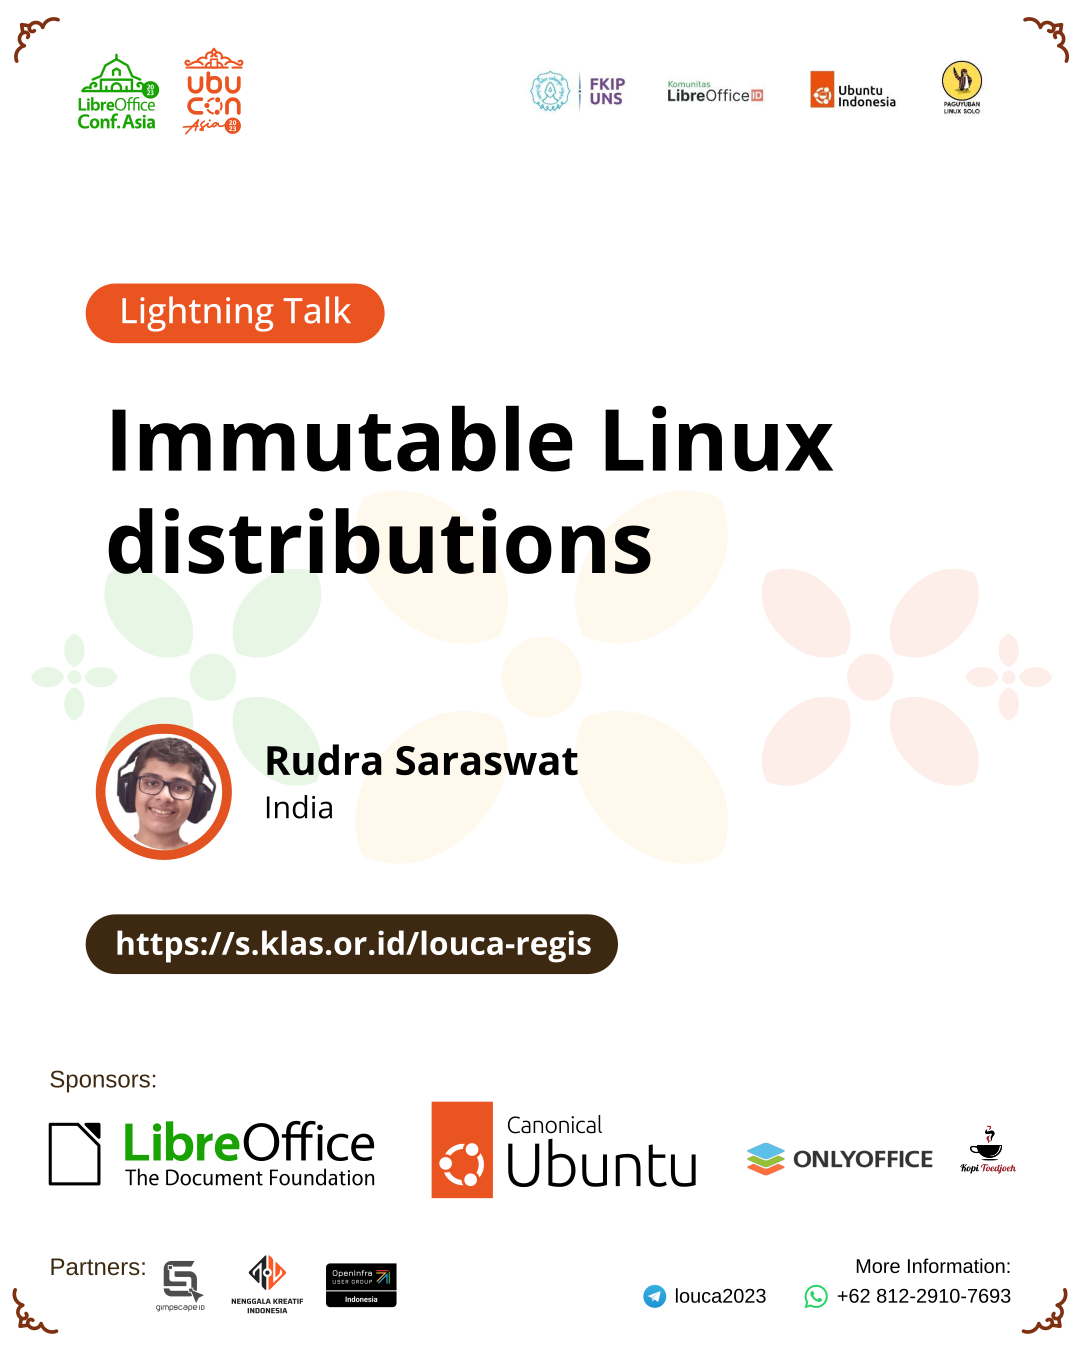 LibreOffice
Conf.Asia
2023
ubu
con
Asia
2023
FKIP
UNS
Komunitas
LibreOffice ID
Ubuntu
Indonesia
PAGUYUBAN
LINUX SOLO
Lightning Talk
Immutable Linux
distributions
Rudra Saraswat
India
https://s.klas.or.id/louca-regis
Sponsors:
LibreOffice
The Document Foundation
Canonical
Ubuntu
ONLYOFFICE
Kopi Toedjoeh
Partners:
gimpscape ID
NENGGALA KREATIF
INDONESIA
OpenInfra
USER GROUP
Indonesia
More Information:
louca2023
+62 812-2910-7693